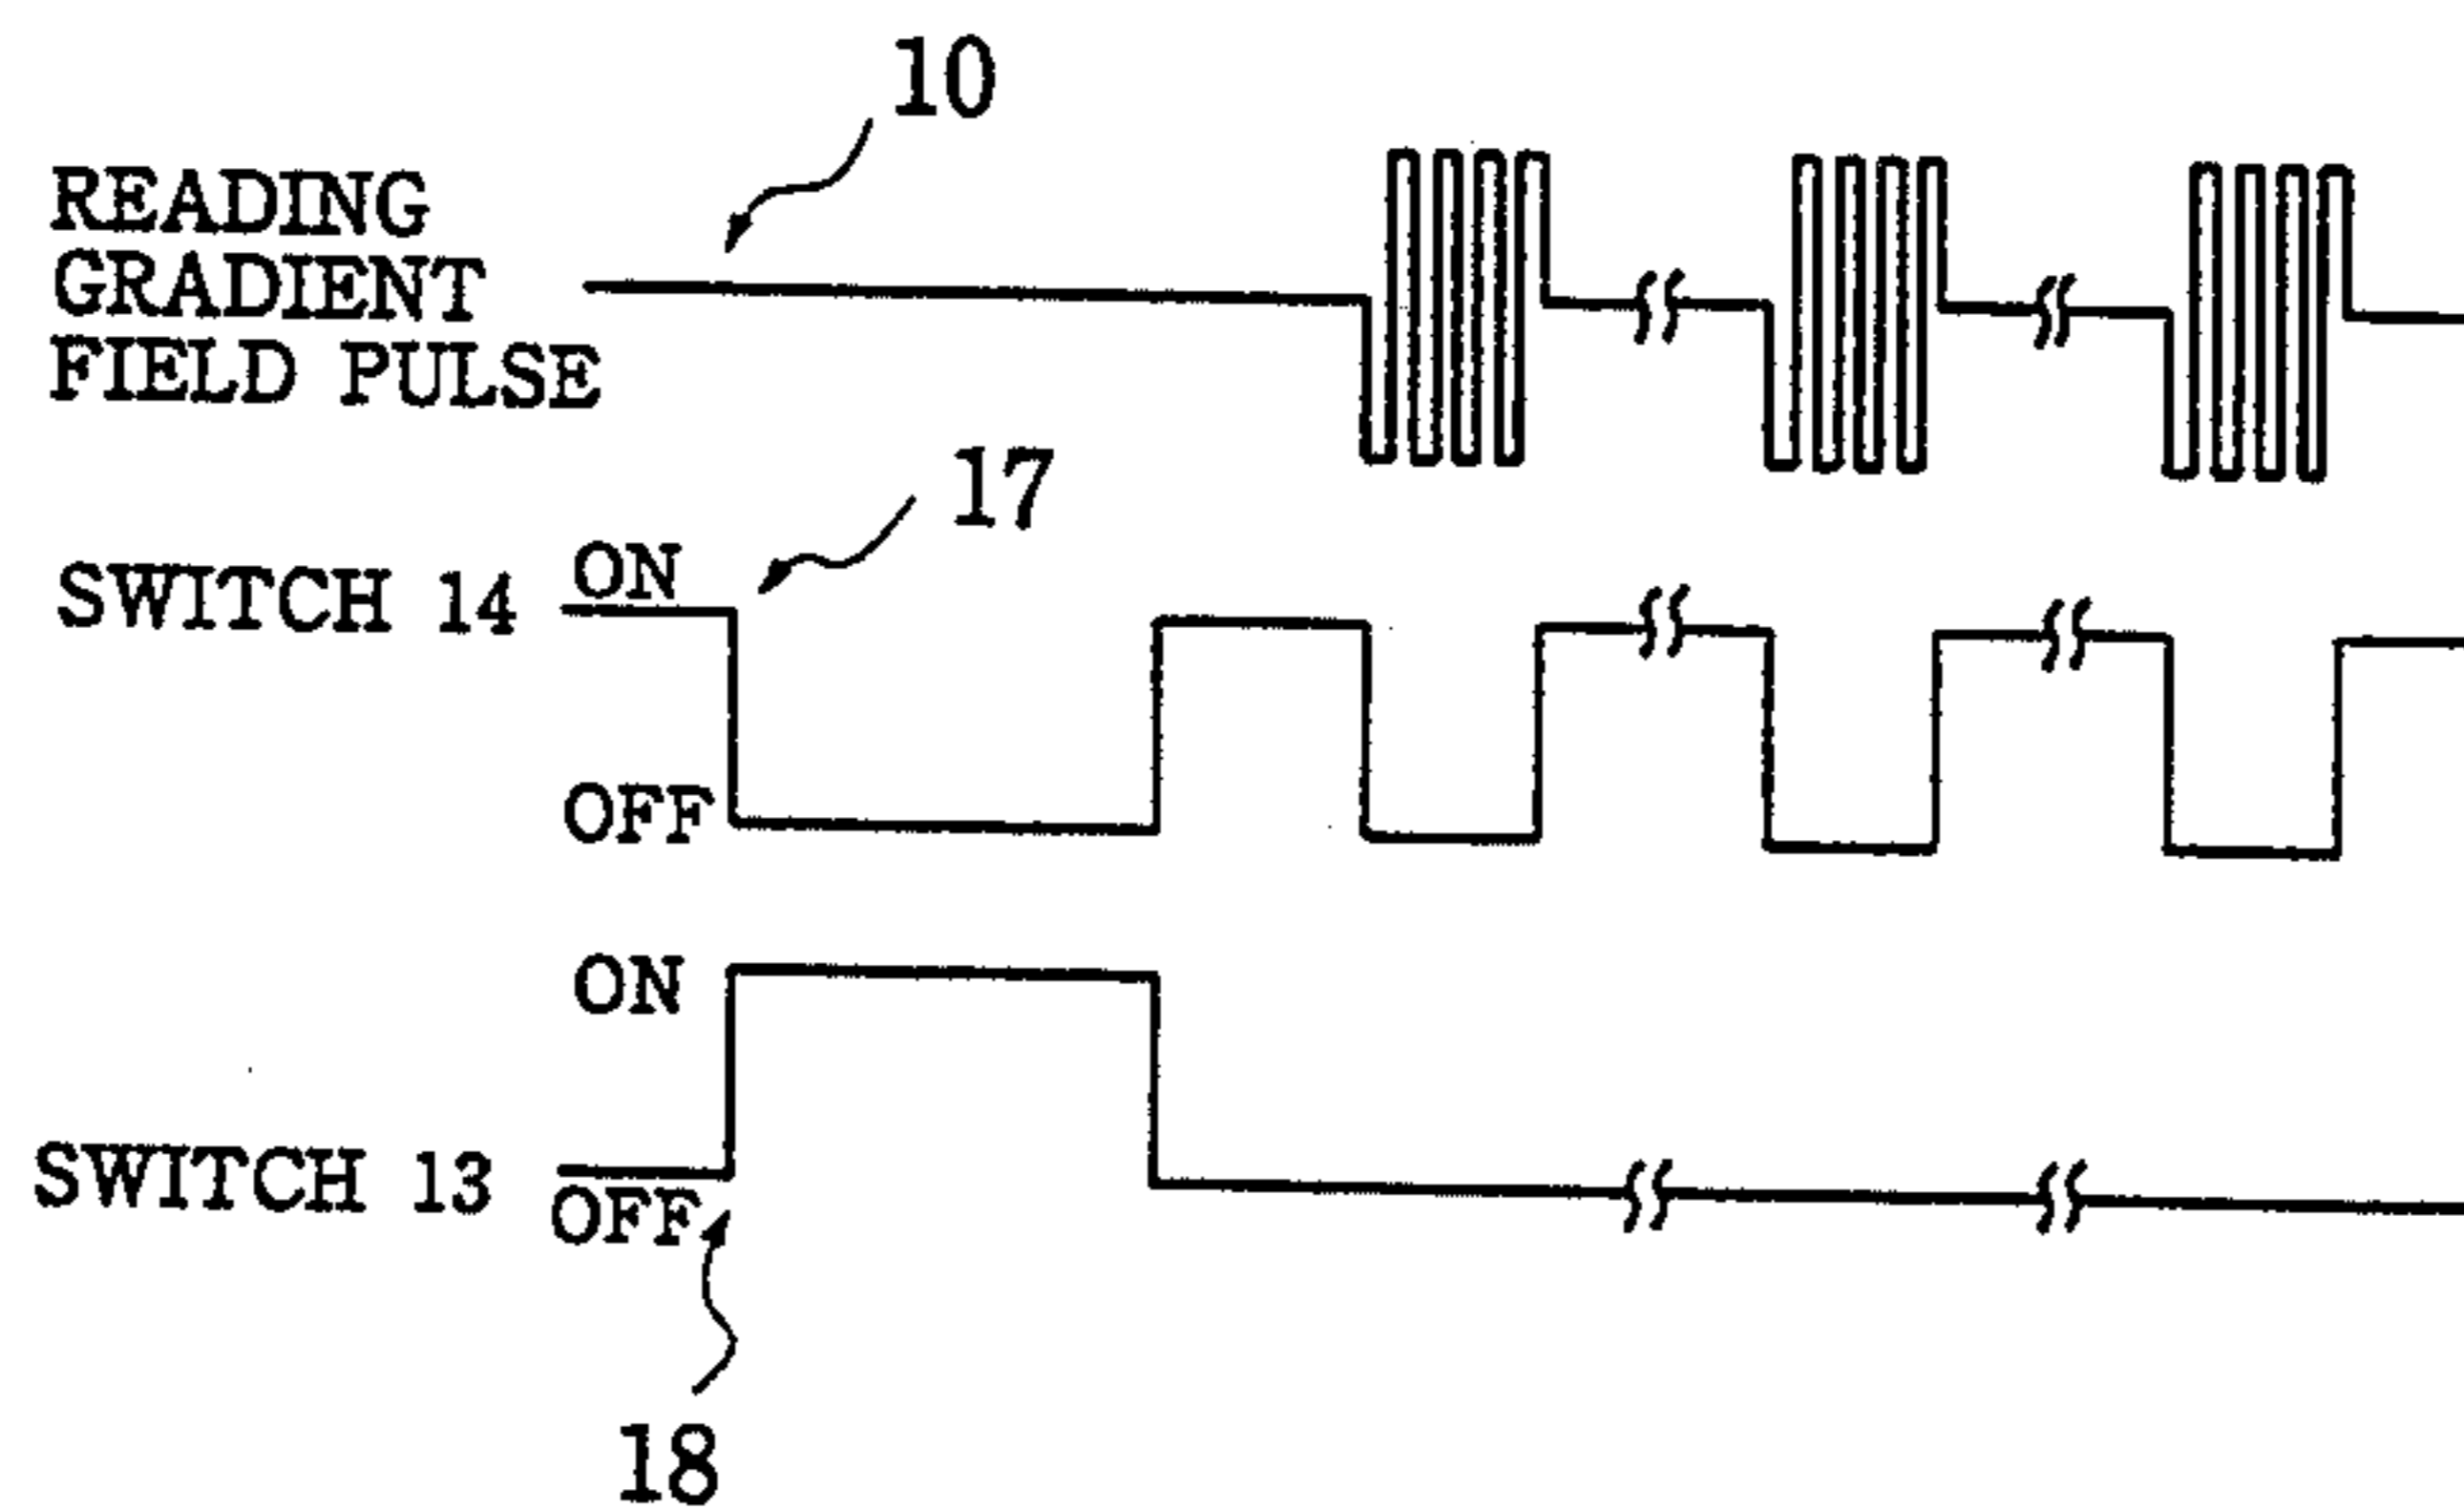 10
READING
GRADIENT
FIELD PULSE
17
ON
SWITCH 14
OFF
ON
SWITCH 13
OFF
18